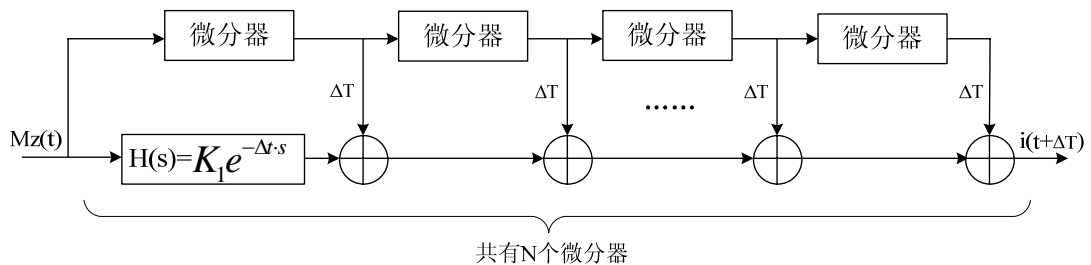 微分器 微分器 微分器 微分器
ΔT ΔT ΔT ΔT
......
Mz(t) i(t+ΔT)
H(s)=K₁e^{-Δt·s}
共有N个微分器